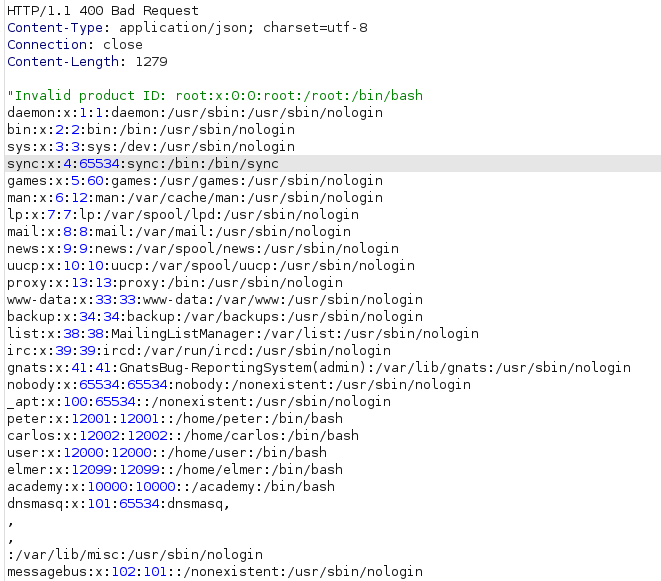 HTTP/1.1 400 Bad Request
Content-Type: application/json; charset=utf-8
Connection: close
Content-Length: 1279
"Invalid product ID: root:x:0:0:root:/root:/bin/bash
daemon:x:1:1:daemon:/usr/sbin:/usr/sbin/nologin
bin:x:2:2:bin:/bin:/usr/sbin/nologin
sys:x:3:3:sys:/dev:/usr/sbin/nologin
sync:x:4:65534:sync:/bin:/bin/sync
games:x:5:60:games:/usr/games:/usr/sbin/nologin
man:x:6:12:man:/var/cache/man:/usr/sbin/nologin
lp:x:7:7:lp:/var/spool/lpd:/usr/sbin/nologin
mail:x:8:8:mail:/var/mail:/usr/sbin/nologin
news:x:9:9:news:/var/spool/news:/usr/sbin/nologin
uucp:x:10:10:uucp:/var/spool/uucp:/usr/sbin/nologin
proxy:x:13:13:proxy:/bin:/usr/sbin/nologin
www-data:x:33:33:www-data:/var/www:/usr/sbin/nologin
backup:x:34:34:backup:/var/backups:/usr/sbin/nologin
list:x:38:38:MailingListManager:/var/list:/usr/sbin/nologin
irc:x:39:39:ircd:/var/run/ircd:/usr/sbin/nologin
gnats:x:41:41:GnatsBug-ReportingSystem(admin):/var/lib/gnats:/usr/sbin/nologin
nobody:x:65534:65534:nobody:/nonexistent:/usr/sbin/nologin
_apt:x:100:65534::/nonexistent:/usr/sbin/nologin
peter:x:12001:12001::/home/peter:/bin/bash
carlos:x:12002:12002::/home/carlos:/bin/bash
user:x:12000:12000::/home/user:/bin/bash
elmer:x:12099:12099::/home/elmer:/bin/bash
academy:x:10000:10000::/academy:/bin/bash
dnsmasq:x:101:65534:dnsmasq,
,
,
:/var/lib/misc:/usr/sbin/nologin
messagebus:x:102:101::/nonexistent:/usr/sbin/nologin